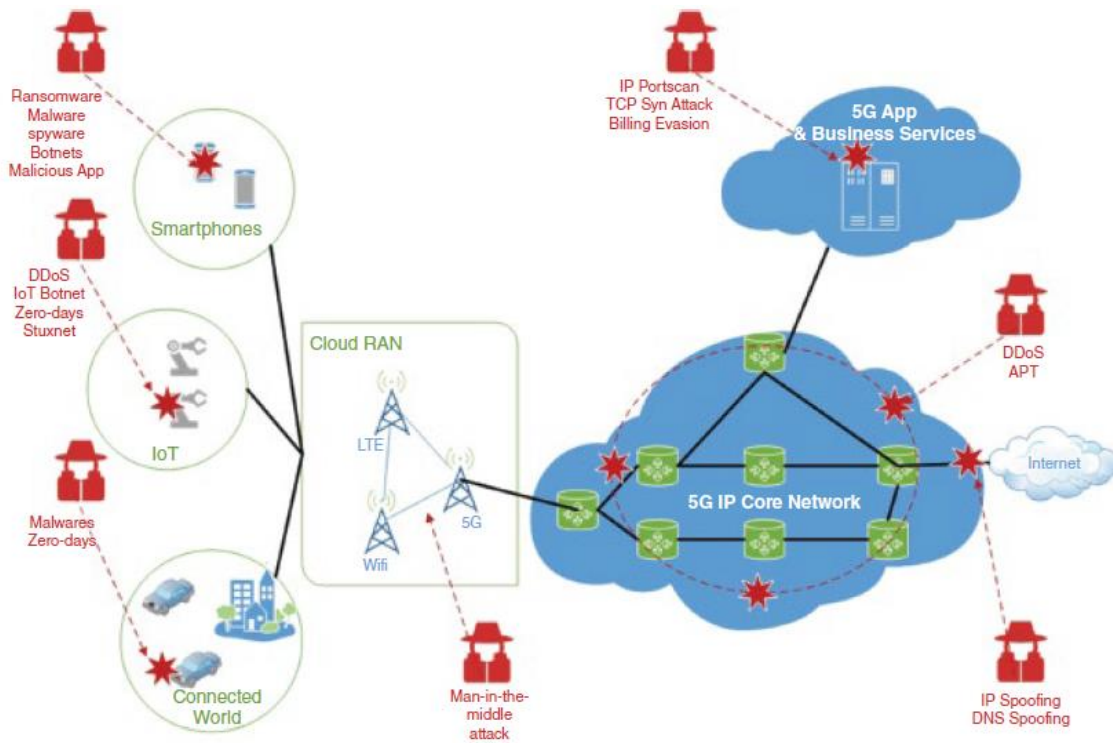 Ransomware
Malware
spyware
Botnets
Malicious App
Smartphones
DDoS
IoT Botnet
Zero-days
Stuxnet
IoT
Malwares
Zero-days
Connected
World
Cloud RAN
LTE
5G
Wifi
Man-in-the-
middle
attack
IP Portscan
TCP Syn Attack
Billing Evasion
5G App
& Business Services
DDoS
APT
5G IP Core Network
Internet
IP Spoofing
DNS Spoofing